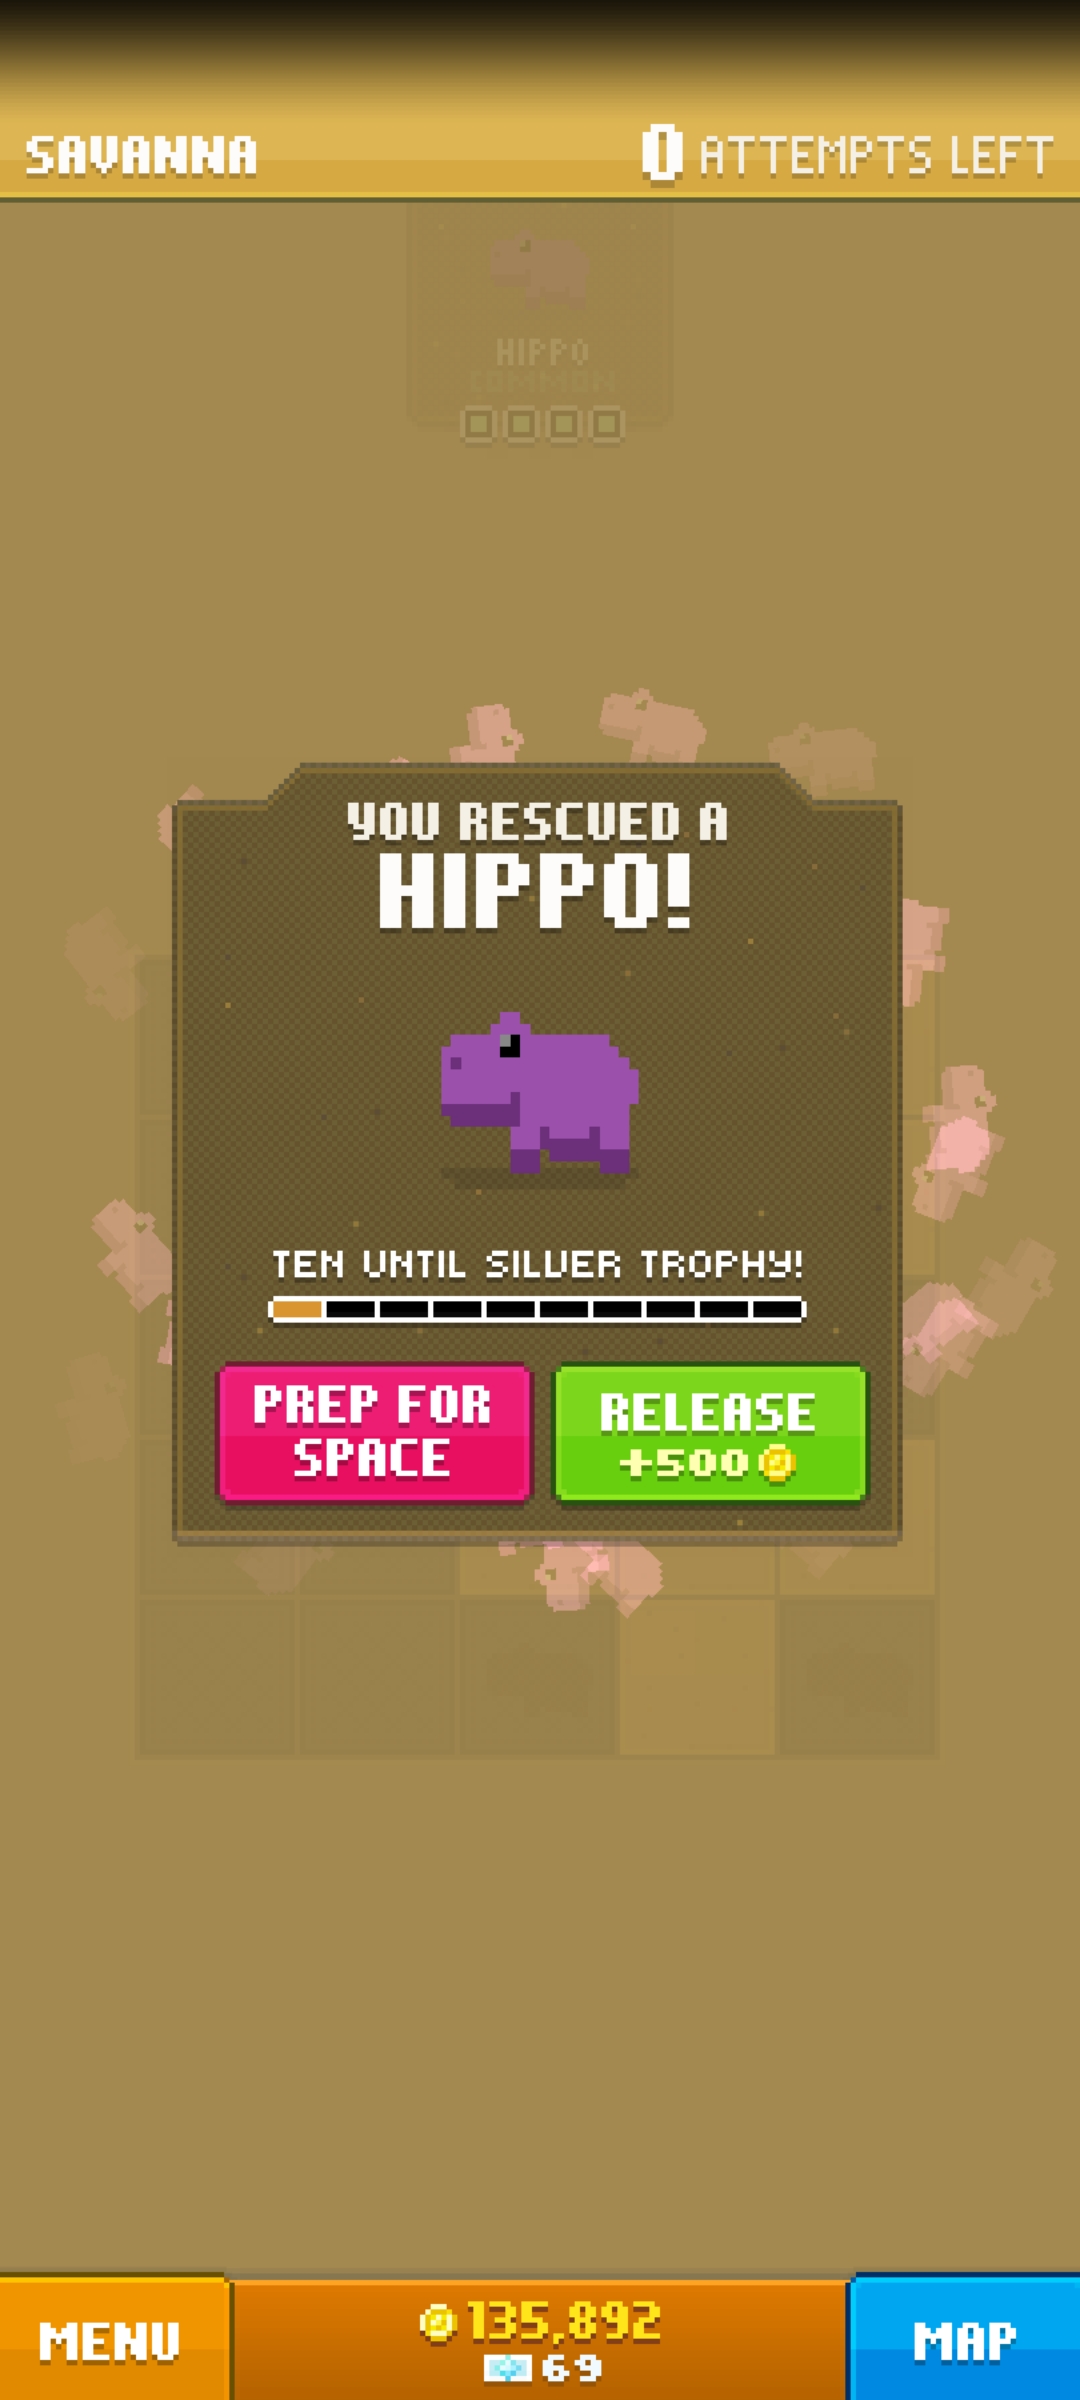 SAVANNA
0 ATTEMPTS LEFT
HIPPO
COMMON
YOU RESCUED A
HIPPO!
TEN UNTIL SILVER TROPHY!
PREP FOR
SPACE
RELEASE
+500
MENU
135,892
69
MAP